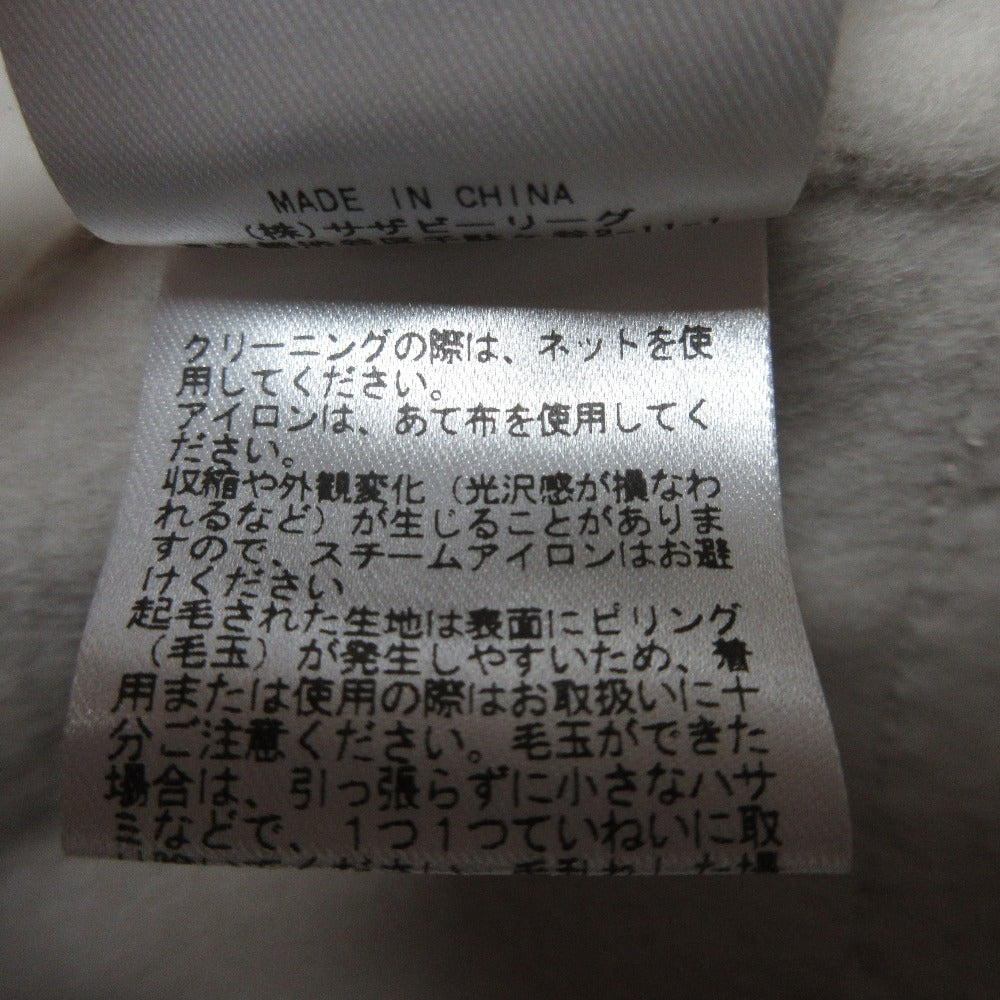 MADE IN CHINA
(株)サザビーリーグ
クリーニングの際は、ネットを使
用してください。
アイロンは、あて布を使用してく
ださい。
収縮や外観変化（光沢感が損なわ
れるなど）が生じることがありま
すので、スチームアイロンはお避
けください
起毛された生地は表面にピリング
（毛玉）が発生しやすいため、着
用または使用の際はお取扱いに十
分ご注意ください。毛玉ができた
場合は、引っ張らずに小さなハサ
ミなどで、１つ１つていねいに取